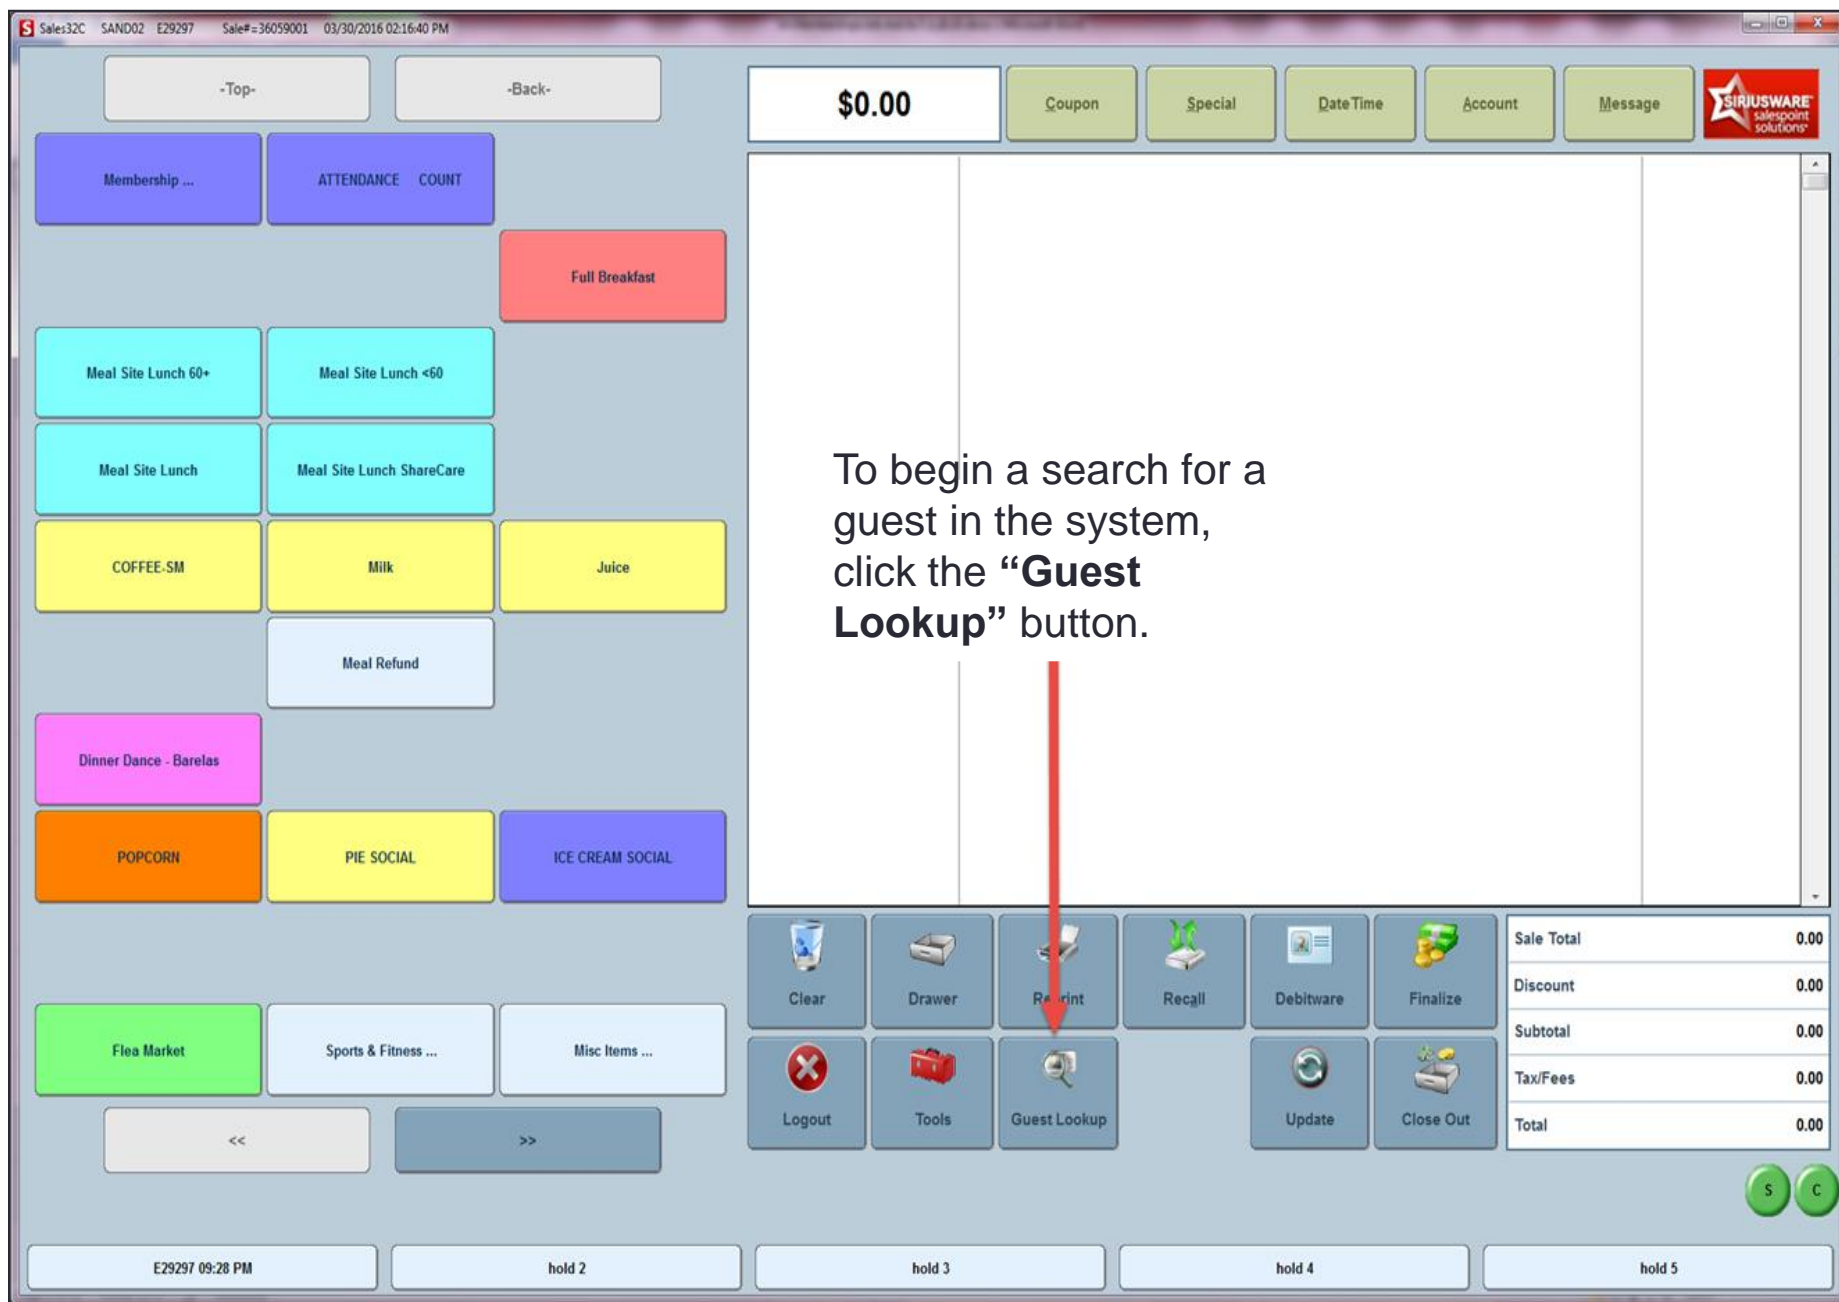 Sales32C SAND02 E29297 Sale#=36059001 03/30/2016 02:16:40 PM
-Top- -Back-
$0.00 Coupon Special DateTime Account Message
SIRIUSWARE
salespoint
solutions
Membership ... ATTENDANCE COUNT
Full Breakfast
Meal Site Lunch 60+ Meal Site Lunch <60
Meal Site Lunch Meal Site Lunch ShareCare
COFFEE-SM Milk Juice
Meal Refund
Dinner Dance - Barelas
POPCORN PIE SOCIAL ICE CREAM SOCIAL
Flea Market Sports & Fitness ... Misc Items ...
<< >>
To begin a search for a
guest in the system,
click the “Guest
Lookup” button.
Clear Drawer Reprint Recall Debitware Finalize
Logout Tools Guest Lookup Update Close Out
Sale Total 0.00
Discount 0.00
Subtotal 0.00
Tax/Fees 0.00
Total 0.00
S C
E29297 09:28 PM hold 2 hold 3 hold 4 hold 5